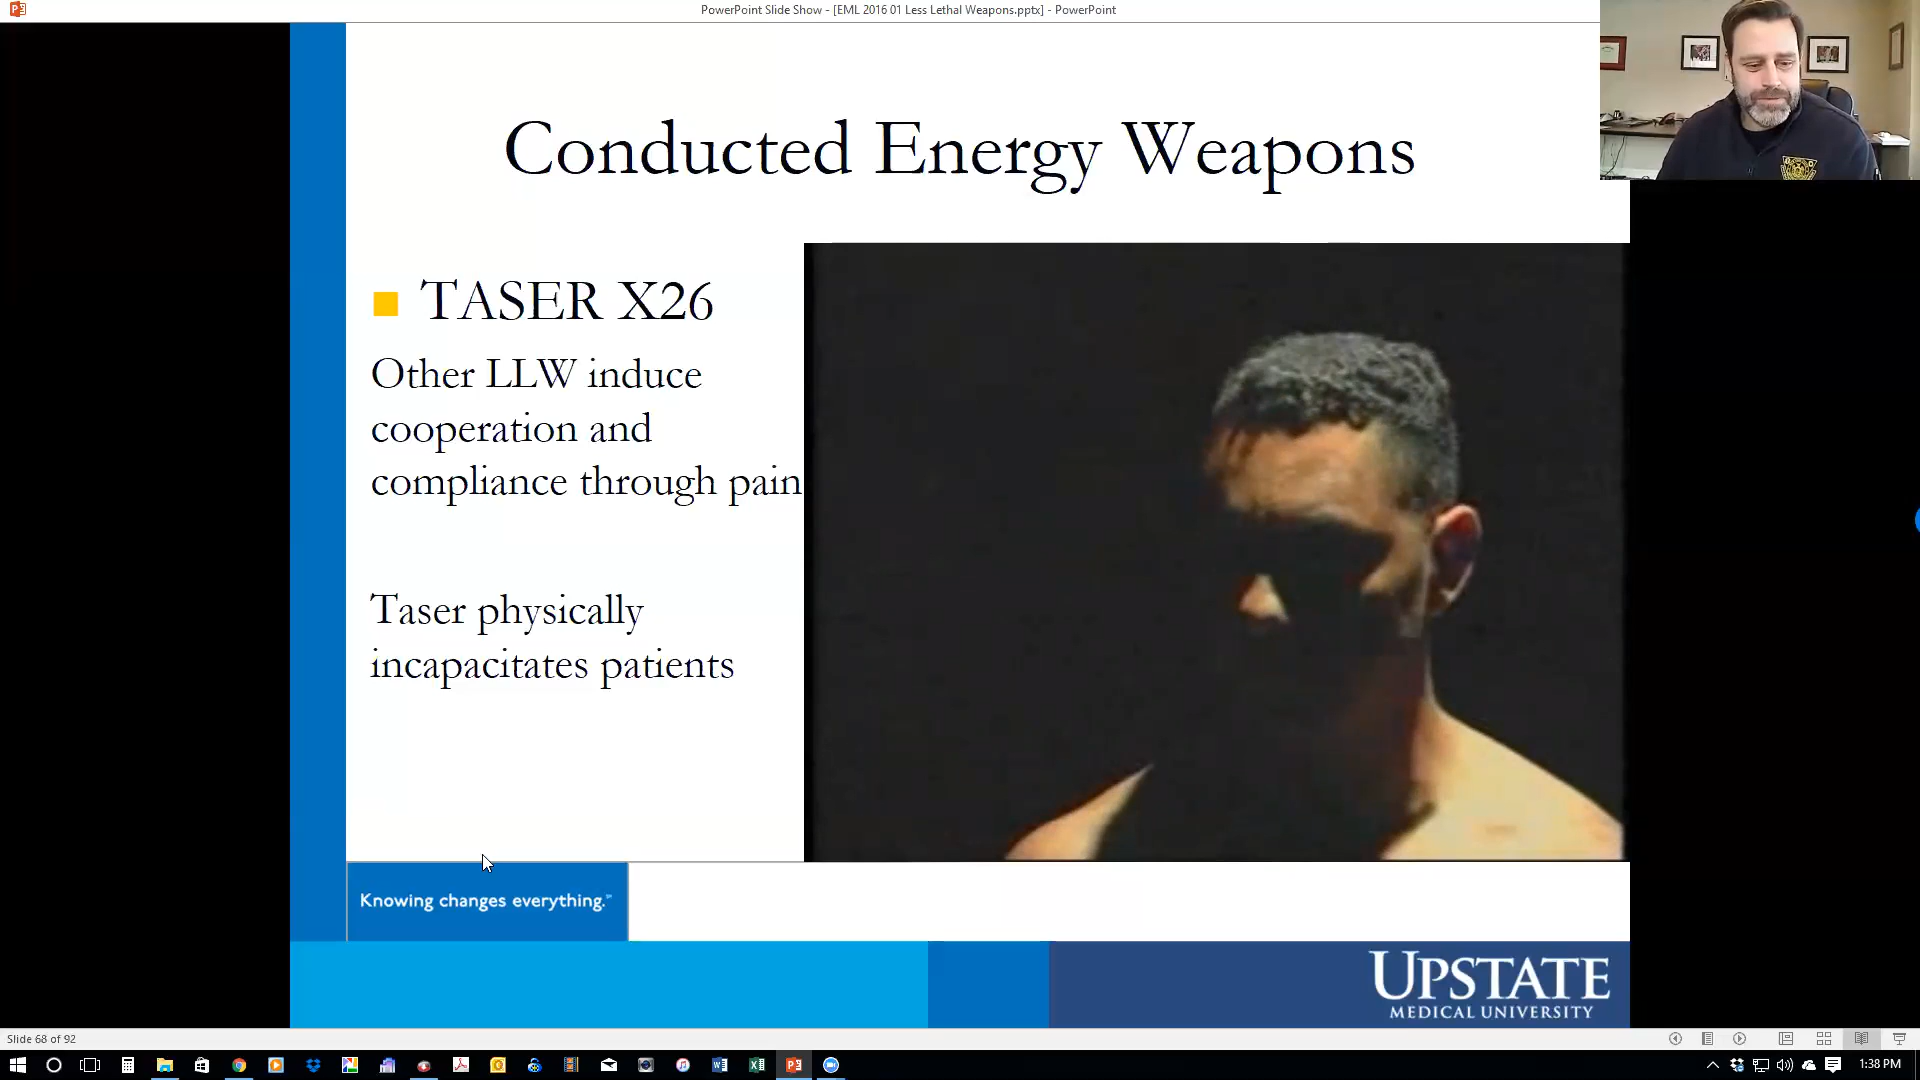 PowerPoint Slide Show - [EML 2016 01 Less Lethal Weapons.pptx] - PowerPoint
Conducted Energy Weapons
TASER X26
Other LLW induce
cooperation and
compliance through pain
Taser physically
incapacitates patients
Knowing changes everything.℠
UPSTATE
MEDICAL UNIVERSITY
Slide 68 of 92
1:38 PM